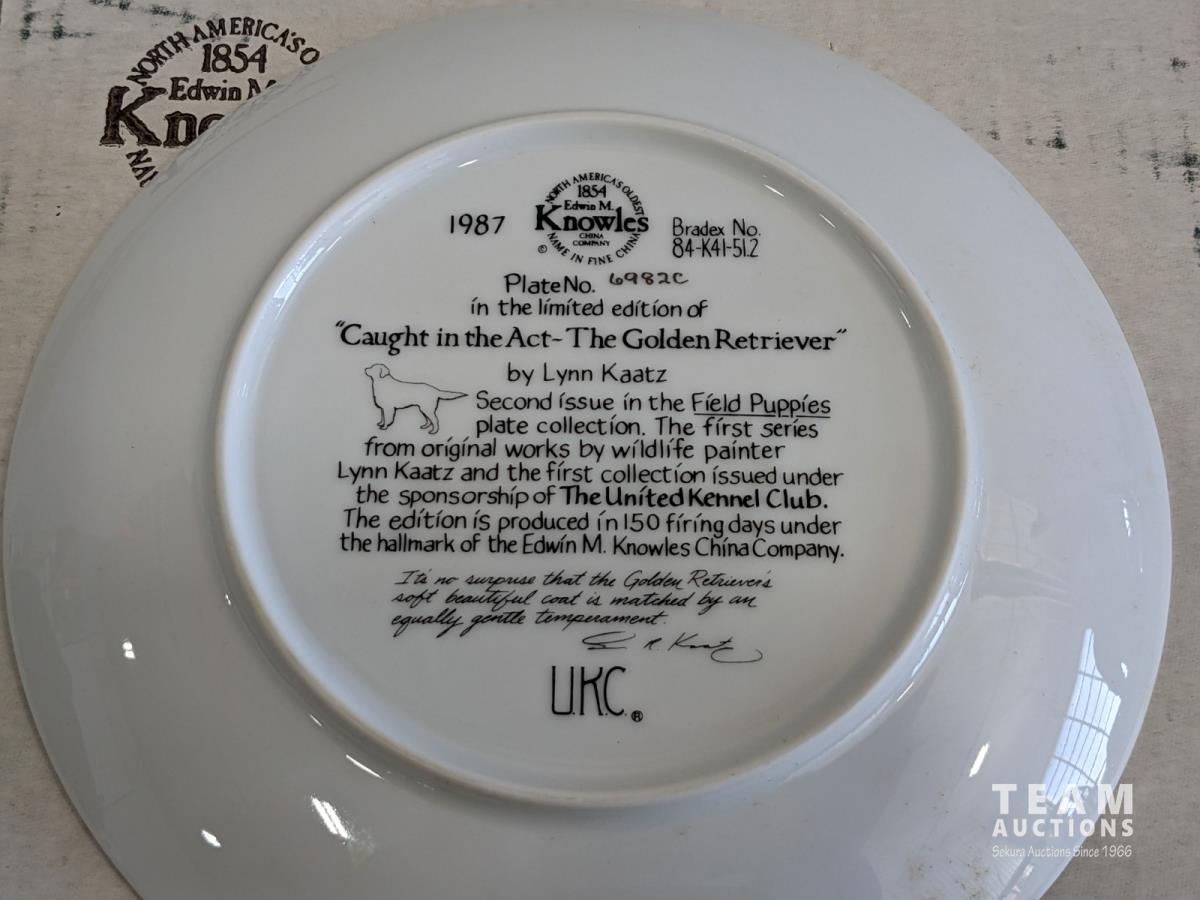 NORTH AMERICA'S O
1854
Edwin M.
Kno
NA
NORTH AMERICA'S OLDEST
1854
Edwin M.
Knowles
CHINA
COMPANY
© NAME IN FINE CHINA
1987
Bradex No.
84-K41-51.2
Plate No. 6982C
in the limited edition of
"Caught in the Act - The Golden Retriever"
by Lynn Kaatz
Second issue in the Field Puppies
plate collection. The first series
from original works by wildlife painter
Lynn Kaatz and the first collection issued under
the sponsorship of The United Kennel Club.
The edition is produced in 150 firing days under
the hallmark of the Edwin M. Knowles China Company.
It's no surprise that the Golden Retriever's
soft beautiful coat is matched by an
equally gentle temperament.
R. Kaatz
U.K.C.®
TEAM
AUCTIONS
Sekura Auctions Since 1966